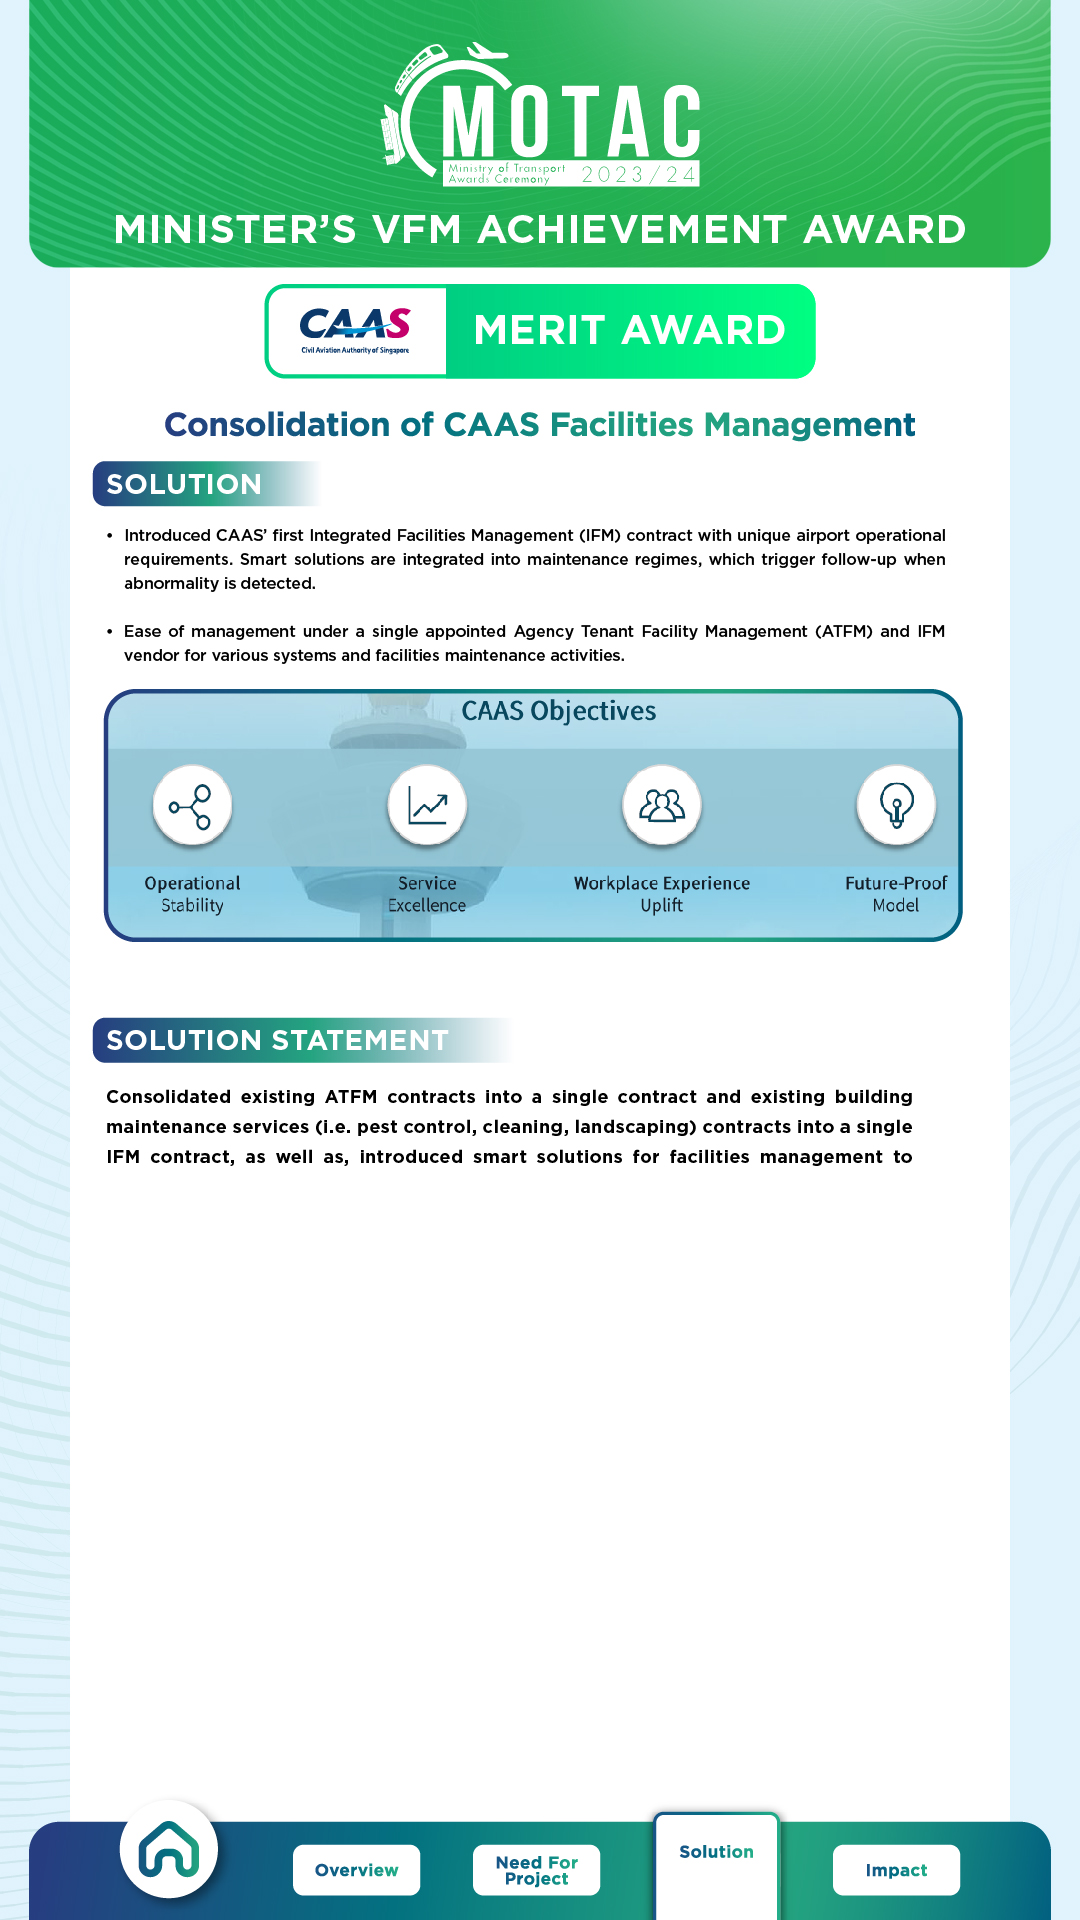 MOTAC
Ministry of Transport
Awards Ceremony 2023/24
MINISTER’S VFM ACHIEVEMENT AWARD
CAAS
Civil Aviation Authority of Singapore
MERIT AWARD
Consolidation of CAAS Facilities Management
SOLUTION
• Introduced CAAS’ first Integrated Facilities Management (IFM) contract with unique airport operational
requirements. Smart solutions are integrated into maintenance regimes, which trigger follow-up when
abnormality is detected.
• Ease of management under a single appointed Agency Tenant Facility Management (ATFM) and IFM
vendor for various systems and facilities maintenance activities.
CAAS Objectives
Operational
Stability
Service
Excellence
Workplace Experience
Uplift
Future-Proof
Model
SOLUTION STATEMENT
Consolidated existing ATFM contracts into a single contract and existing building
maintenance services (i.e. pest control, cleaning, landscaping) contracts into a single
IFM contract, as well as, introduced smart solutions for facilities management to
Overview
Need For
Project
Solution
Impact